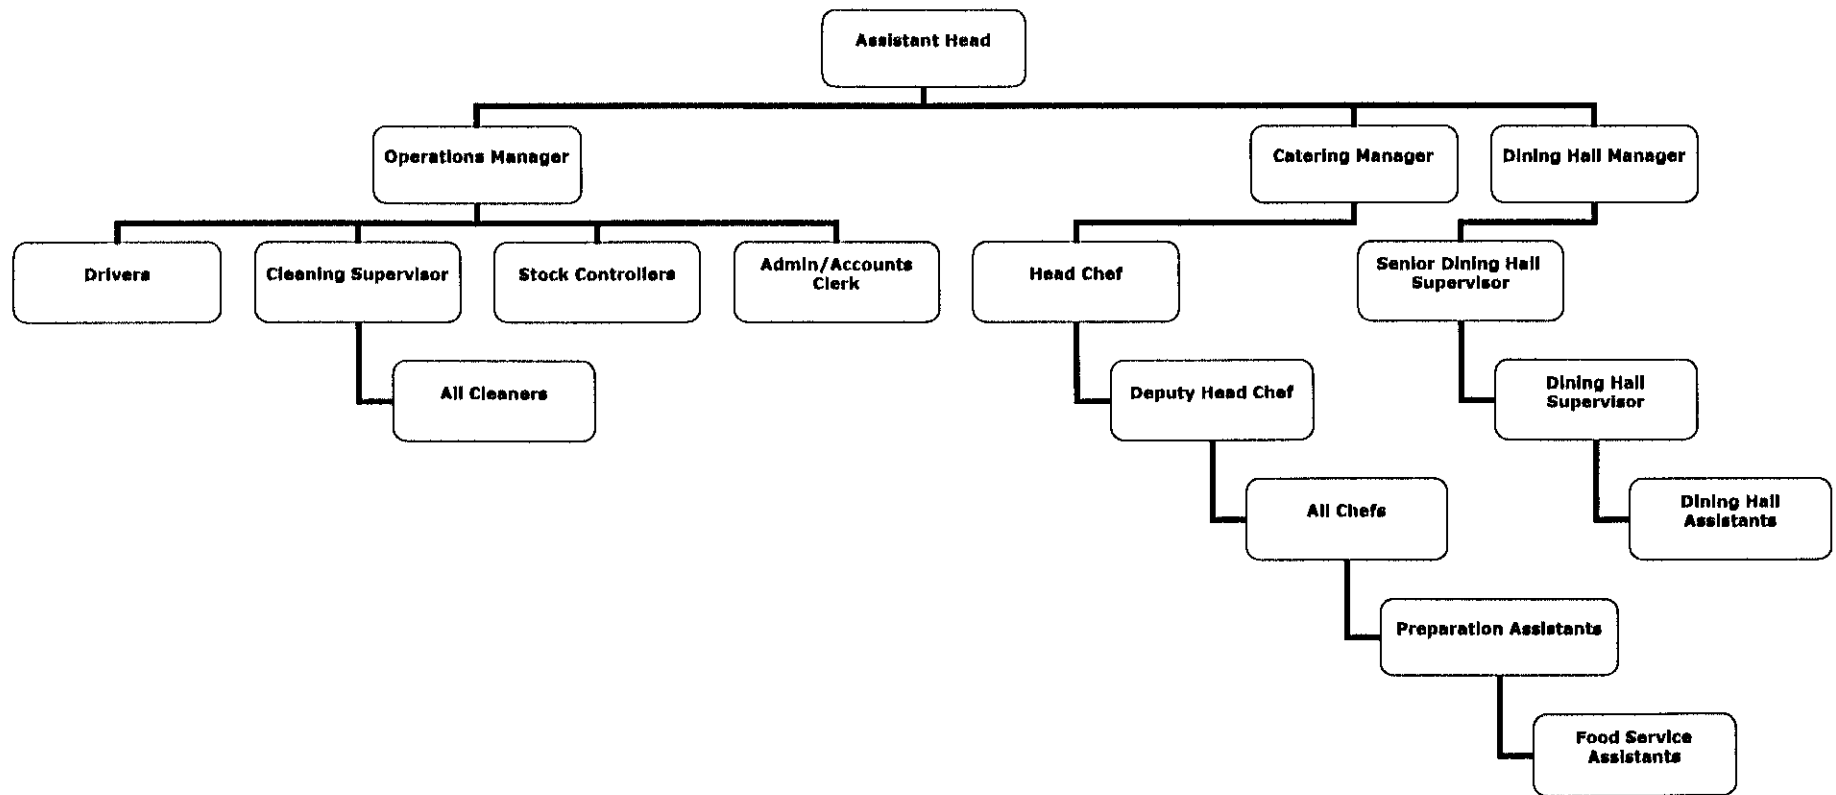 Assistant Head
Operations Manager
Catering Manager
Dining Hall Manager
Drivers
Cleaning Supervisor
Stock Controllers
Admin/Accounts
Clerk
Head Chef
Senior Dining Hall
Supervisor
All Cleaners
Deputy Head Chef
Dining Hall
Supervisor
All Chefs
Dining Hall
Assistants
Preparation Assistants
Food Service
Assistants